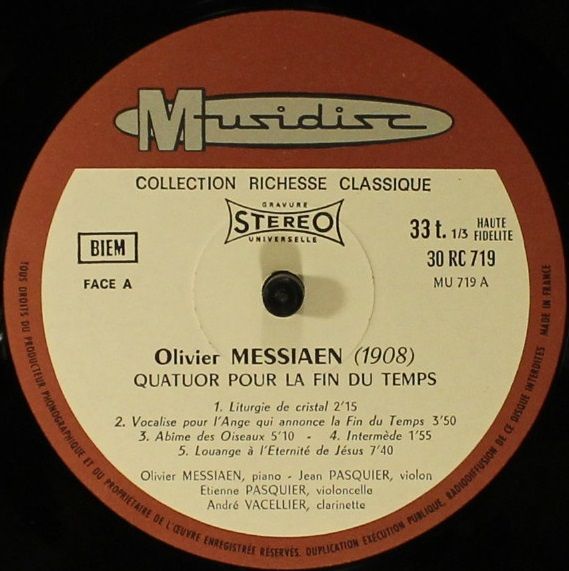 Musidisc
COLLECTION RICHESSE CLASSIQUE
GRAVURE
STEREO
UNIVERSELLE
BIEM
FACE A
33 t. 1/3 HAUTE FIDELITE
30 RC 719
MU 719 A
Olivier MESSIAEN (1908)
QUATUOR POUR LA FIN DU TEMPS
1. Liturgie de cristal 2'15
2. Vocalise pour l'Ange qui annonce la Fin du Temps 3'50
3. Abîme des Oiseaux 5'10 - 4. Intermède 1'55
5. Louange à l'Eternité de Jésus 7'40
Olivier MESSIAEN, piano - Jean PASQUIER, violon
Etienne PASQUIER, violoncelle
André VACELLIER, clarinette
TOUS DROITS DU PRODUCTEUR PHONOGRAPHIQUE ET DU PROPRIETAIRE DE L'ŒUVRE ENREGISTRÉE RÉSERVÉS. DUPLICATION EXÉCUTION PUBLIQUE, RADIODIFFUSION DE CE DISQUE INTERDITES. MADE IN FRANCE